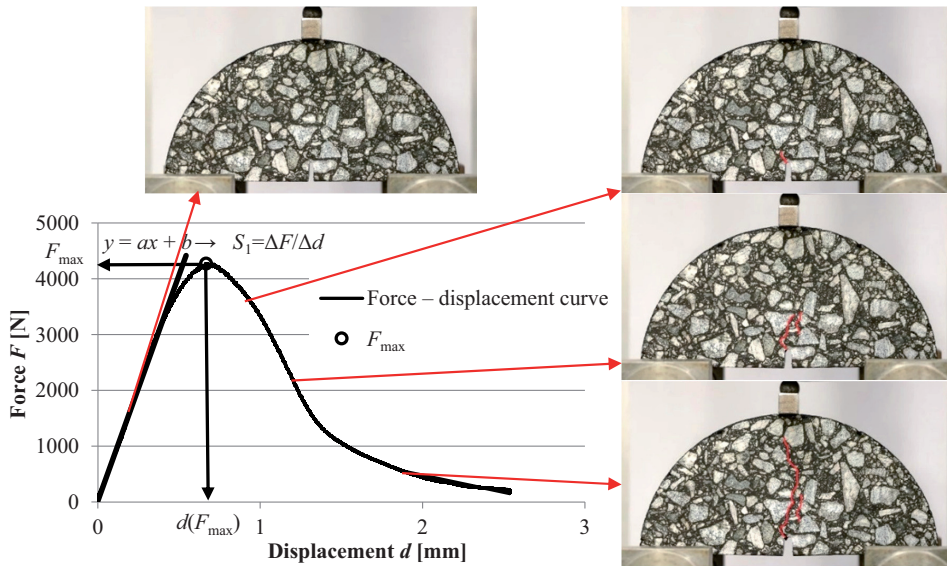 5000
F_max
y = ax + b → S_1=ΔF/Δd
4000
Force – displacement curve
3000
F_max
Force F [N]
2000
1000
0
0
d(F_max)
1
2
3
Displacement d [mm]